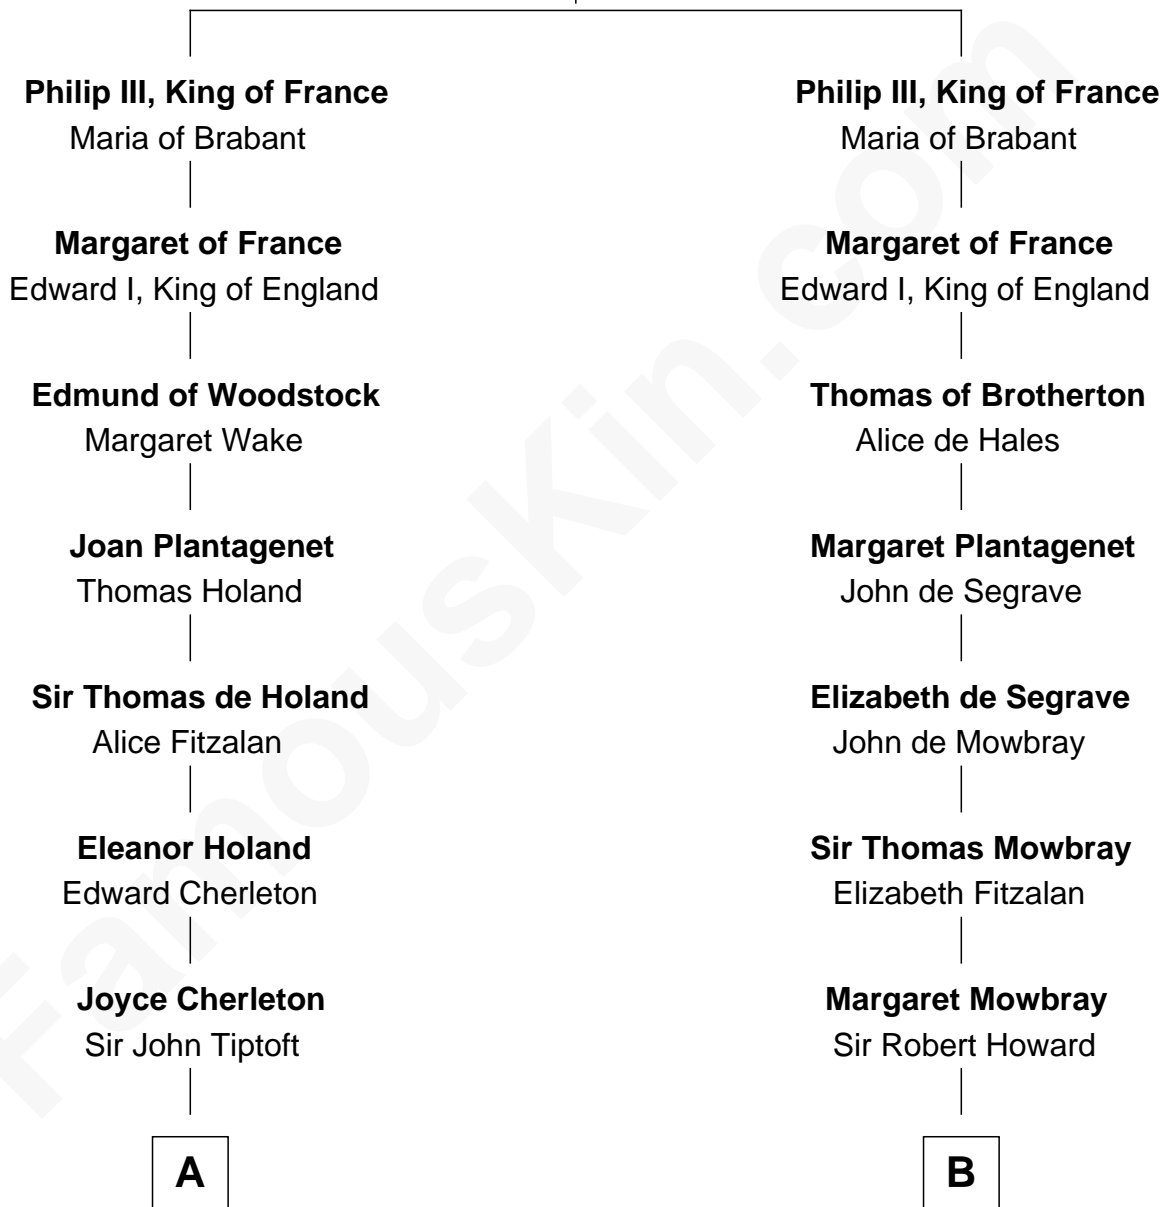 Philip III, King of France
Maria of Brabant
Margaret of France
Edward I, King of England
Edmund of Woodstock
Margaret Wake
Joan Plantagenet
Thomas Holand
Sir Thomas de Holand
Alice Fitzalan
Eleanor Holand
Edward Cherleton
Joyce Cherleton
Sir John Tiptoft
A
Philip III, King of France
Maria of Brabant
Margaret of France
Edward I, King of England
Thomas of Brotherton
Alice de Hales
Margaret Plantagenet
John de Segrave
Elizabeth de Segrave
John de Mowbray
Sir Thomas Mowbray
Elizabeth Fitzalan
Margaret Mowbray
Sir Robert Howard
B
FamousKin.com